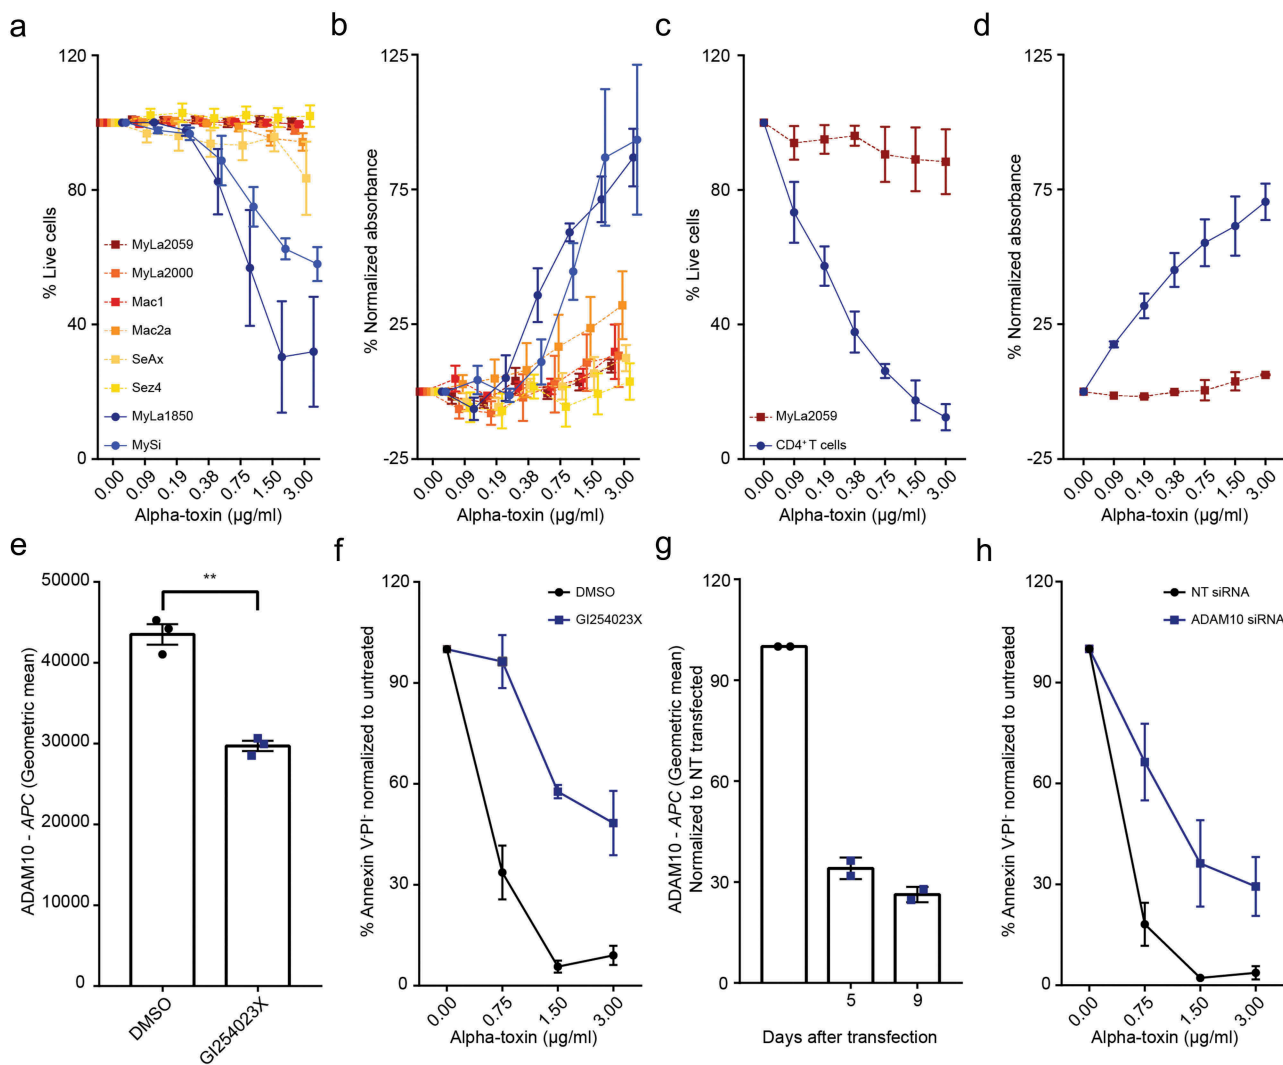 a
120
80
40
0
% Live cells
MyLa2059
MyLa2000
Mac1
Mac2a
SeAx
Sez4
MyLa1850
MySi
0.00 0.09 0.19 0.38 0.75 1.50 3.00
Alpha-toxin (µg/ml)
b
125
75
25
-25
% Normalized absorbance
0.00 0.09 0.19 0.38 0.75 1.50 3.00
Alpha-toxin (µg/ml)
c
120
80
40
0
% Live cells
MyLa2059
CD4⁺T cells
0.00 0.09 0.19 0.38 0.75 1.50 3.00
Alpha-toxin (µg/ml)
d
125
75
25
-25
% Normalized absorbance
MyLa2059
CD4⁺ T cells
0.00 0.09 0.19 0.38 0.75 1.50 3.00
Alpha-toxin (µg/ml)
e
50000
40000
30000
20000
10000
0
ADAM10 - APC (Geometric mean)
**
DMSO GI254023X
f
120
90
60
30
0
% Annexin V⁻PI⁻ normalized to untreated
DMSO
GI254023X
0.00 0.75 1.50 3.00
Alpha-toxin (µg/ml)
g
120
90
60
30
0
ADAM10 - APC (Geometric mean)
Normalized to NT transfected
5 9
Days after transfection
h
120
90
60
30
0
% Annexin V⁻PI⁻ normalized to untreated
NT siRNA
ADAM10 siRNA
0.00 0.75 1.50 3.00
Alpha-toxin (µg/ml)